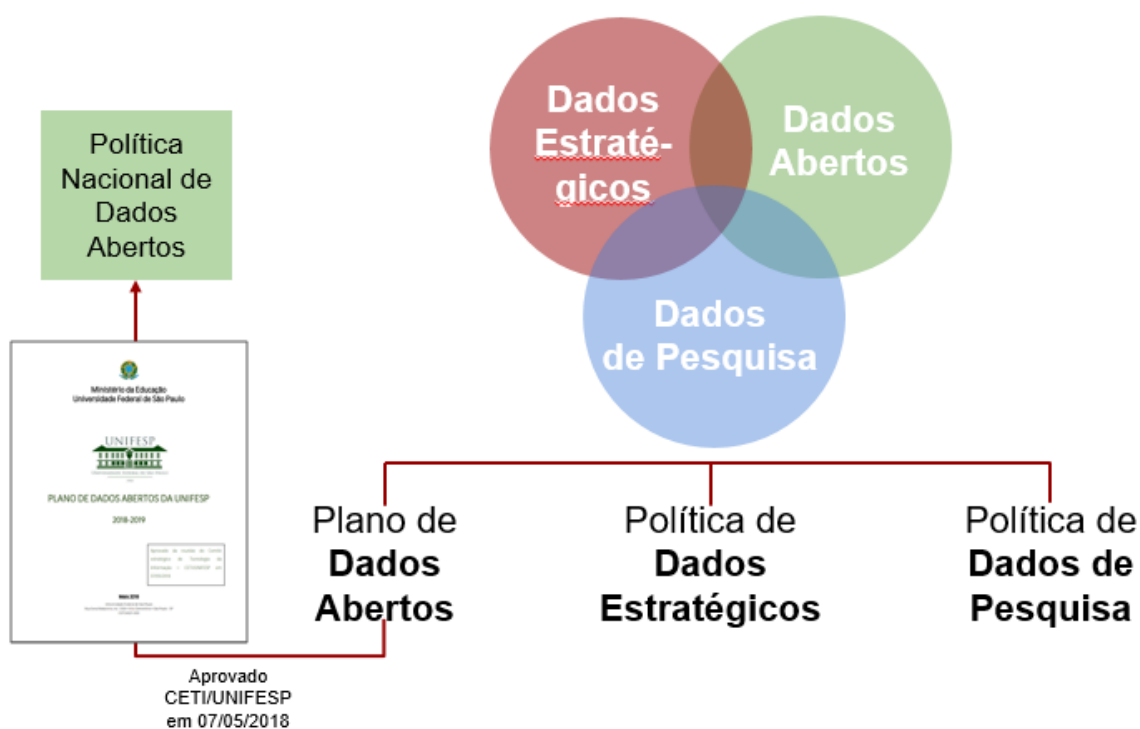 Dados
Estraté-
gicos
Dados
Abertos
Dados
de Pesquisa
Política
Nacional de
Dados
Abertos
Ministério da Educação
Universidade Federal de São Paulo
UNIFESP
PLANO DE DADOS ABERTOS DA UNIFESP
2018-2019
Maio 2018
Plano de
Dados
Abertos
Política de
Dados
Estratégicos
Política de
Dados de
Pesquisa
Aprovado
CETI/UNIFESP
em 07/05/2018